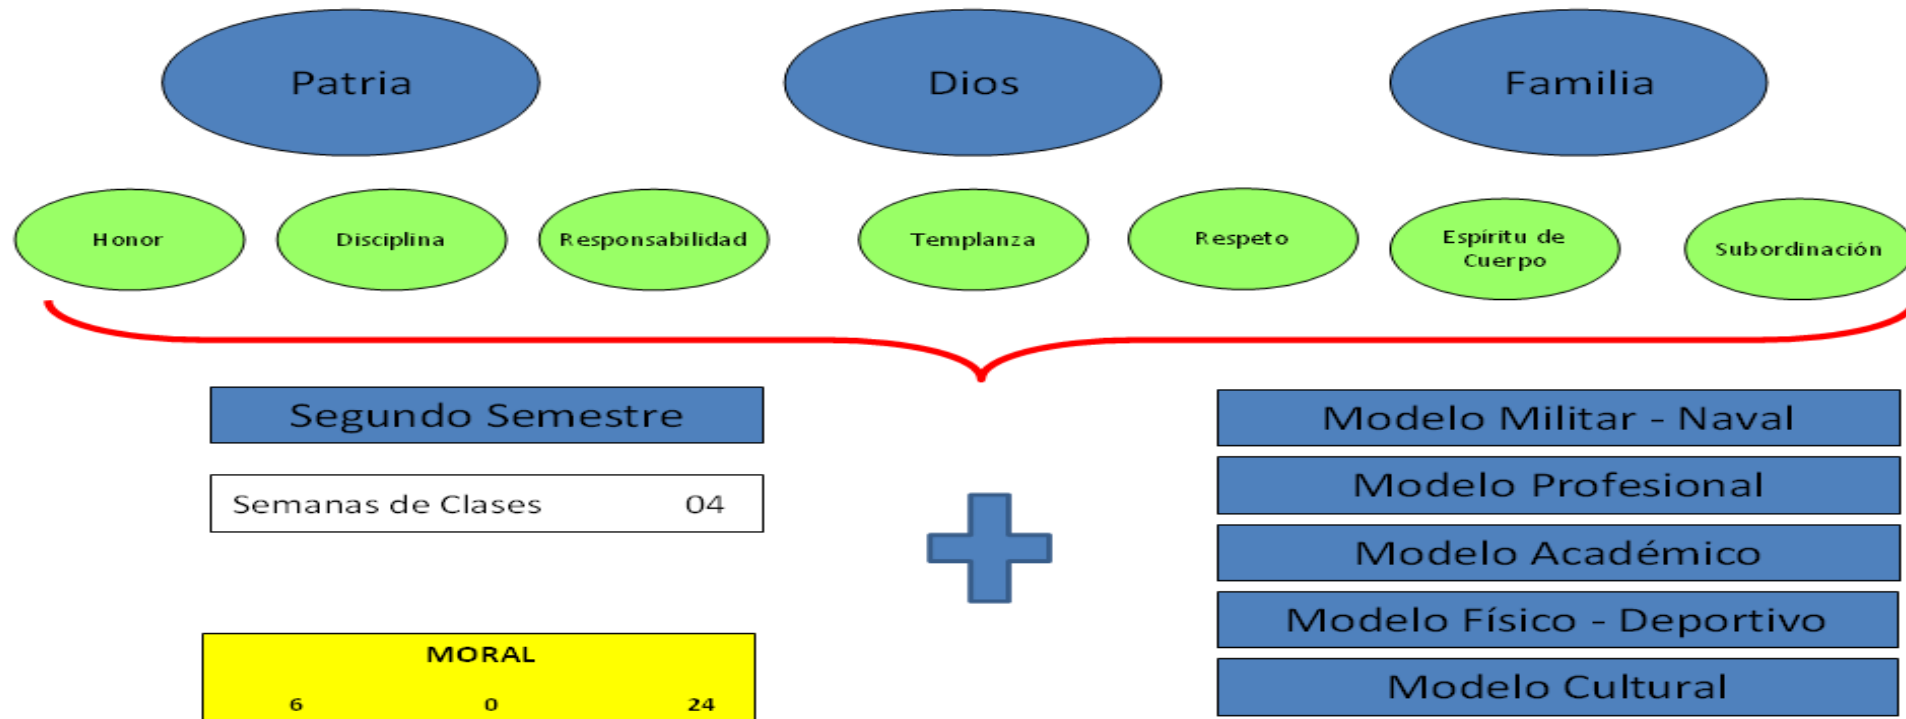 Patria
Dios
Familia
Honor
Disciplina
Responsabilidad
Templanza
Respeto
Espíritu de
Cuerpo
Subordinación
Segundo Semestre
Semanas de Clases 04
MORAL
6 0 24
Modelo Militar - Naval
Modelo Profesional
Modelo Académico
Modelo Físico - Deportivo
Modelo Cultural